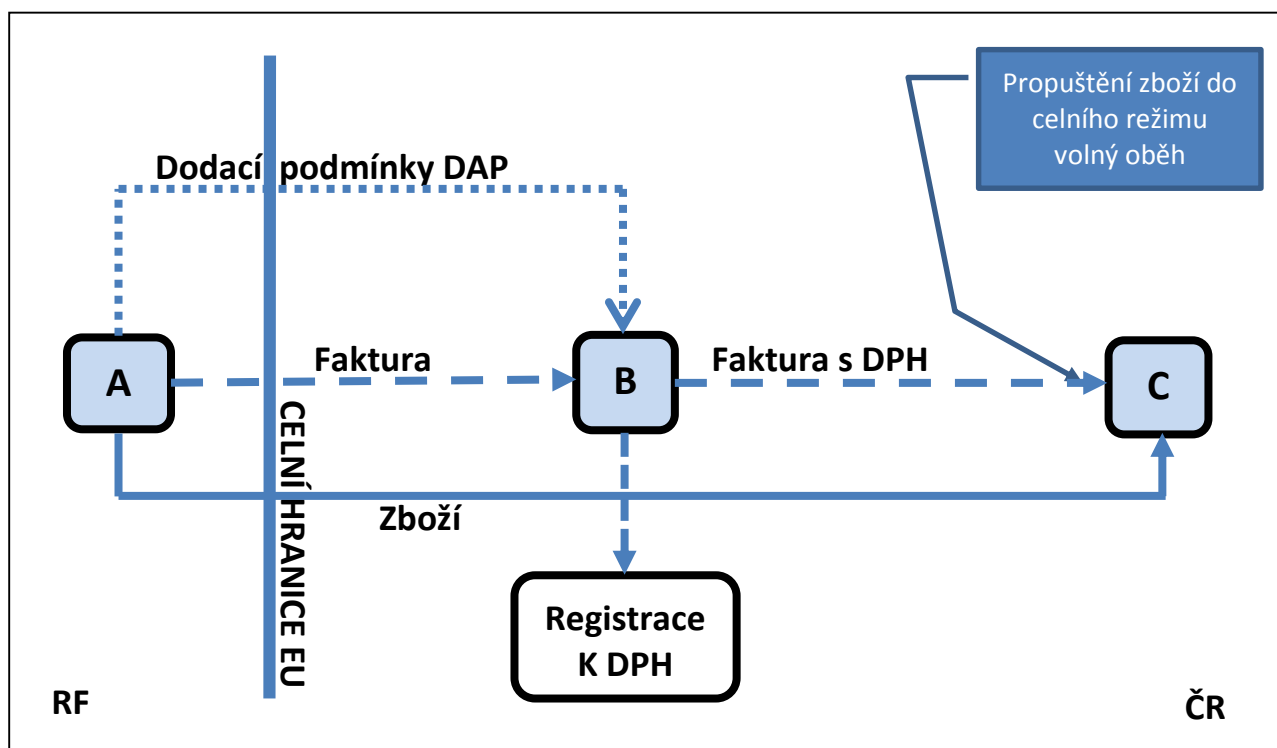 Propuštění zboží do
celního režimu
volný oběh
Dodací podmínky DAP
A
Faktura
B
Faktura s DPH
C
CELNÍ HRANICE EU
Zboží
Registrace
K DPH
RF
ČR